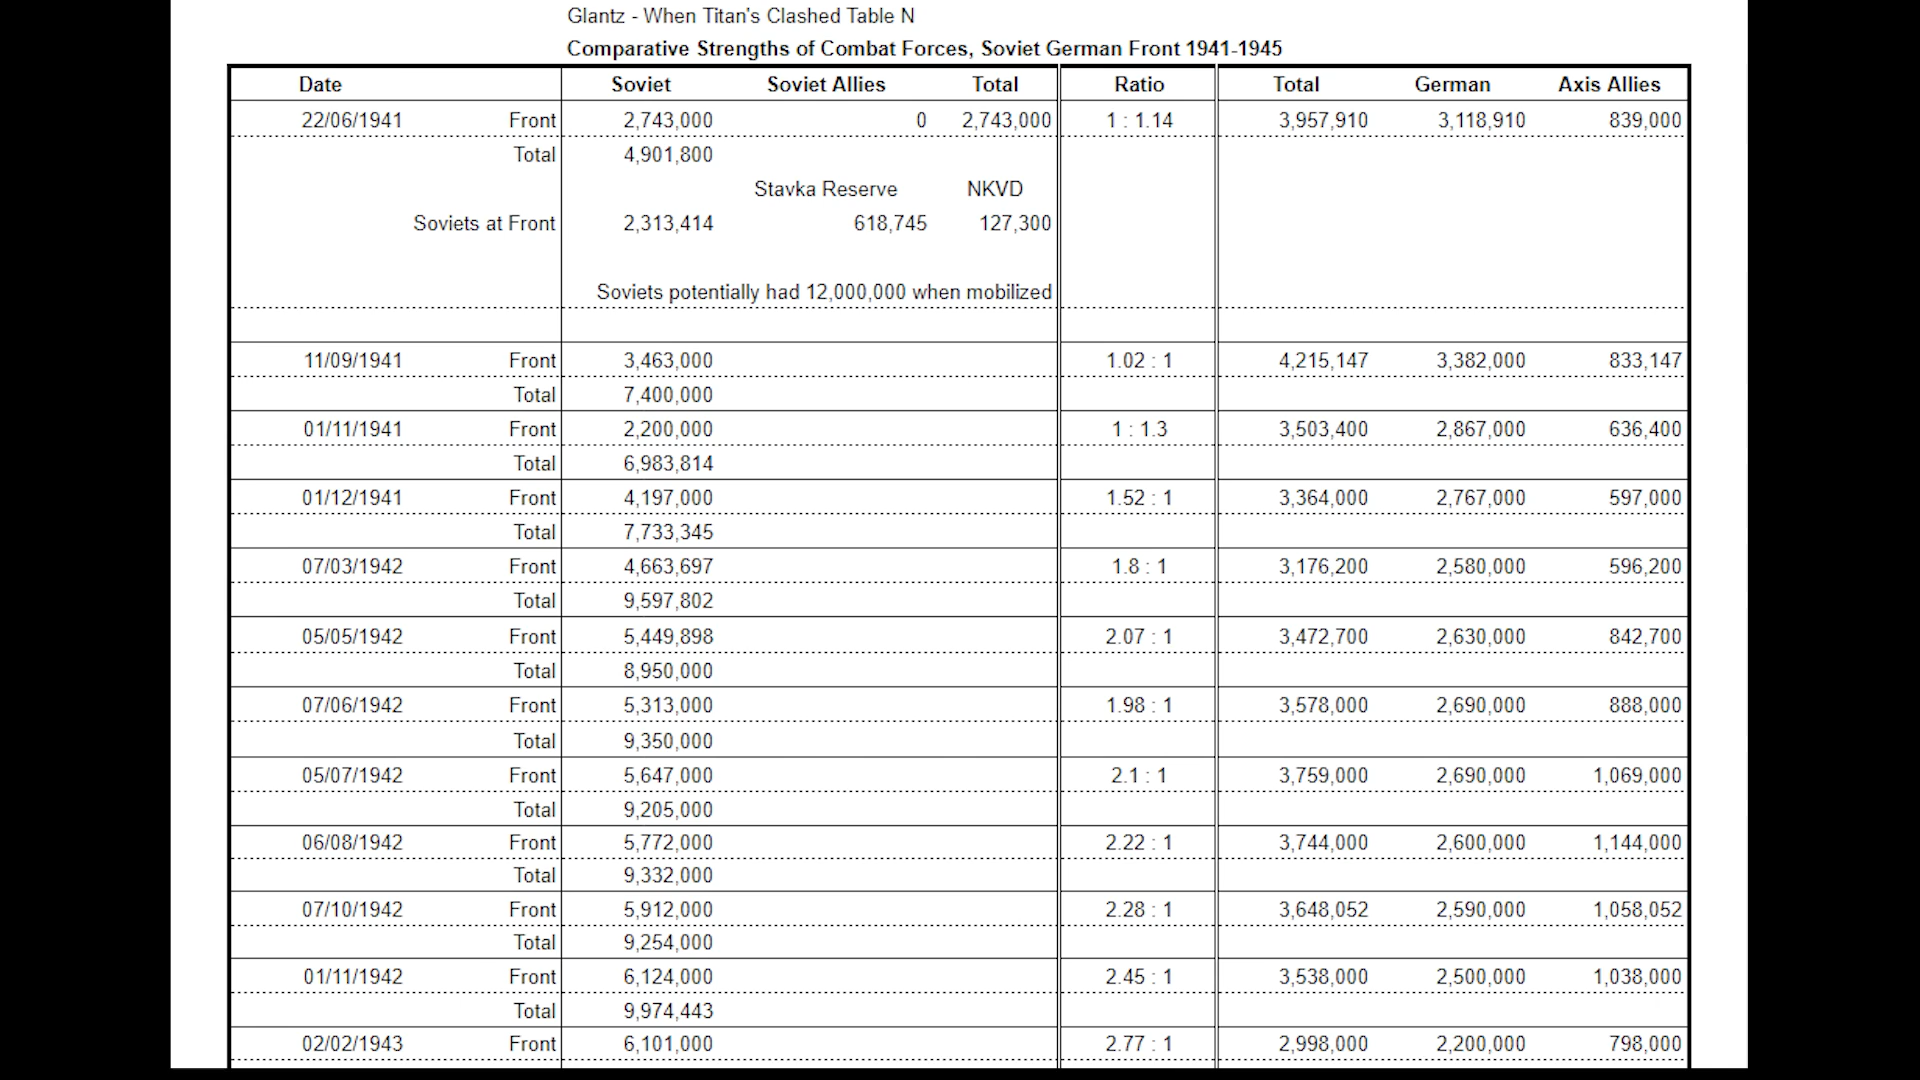 Glantz - When Titan's Clashed Table N
Comparative Strengths of Combat Forces, Soviet German Front 1941-1945
Date Soviet Soviet Allies Total Ratio Total German Axis Allies
22/06/1941 Front 2,743,000 0 2,743,000 1 : 1.14 3,957,910 3,118,910 839,000
Total 4,901,800
Stavka Reserve NKVD
Soviets at Front 2,313,414 618,745 127,300
Soviets potentially had 12,000,000 when mobilized
11/09/1941 Front 3,463,000 1.02 : 1 4,215,147 3,382,000 833,147
Total 7,400,000
01/11/1941 Front 2,200,000 1 : 1.3 3,503,400 2,867,000 636,400
Total 6,983,814
01/12/1941 Front 4,197,000 1.52 : 1 3,364,000 2,767,000 597,000
Total 7,733,345
07/03/1942 Front 4,663,697 1.8 : 1 3,176,200 2,580,000 596,200
Total 9,597,802
05/05/1942 Front 5,449,898 2.07 : 1 3,472,700 2,630,000 842,700
Total 8,950,000
07/06/1942 Front 5,313,000 1.98 : 1 3,578,000 2,690,000 888,000
Total 9,350,000
05/07/1942 Front 5,647,000 2.1 : 1 3,759,000 2,690,000 1,069,000
Total 9,205,000
06/08/1942 Front 5,772,000 2.22 : 1 3,744,000 2,600,000 1,144,000
Total 9,332,000
07/10/1942 Front 5,912,000 2.28 : 1 3,648,052 2,590,000 1,058,052
Total 9,254,000
01/11/1942 Front 6,124,000 2.45 : 1 3,538,000 2,500,000 1,038,000
Total 9,974,443
02/02/1943 Front 6,101,000 2.77 : 1 2,998,000 2,200,000 798,000